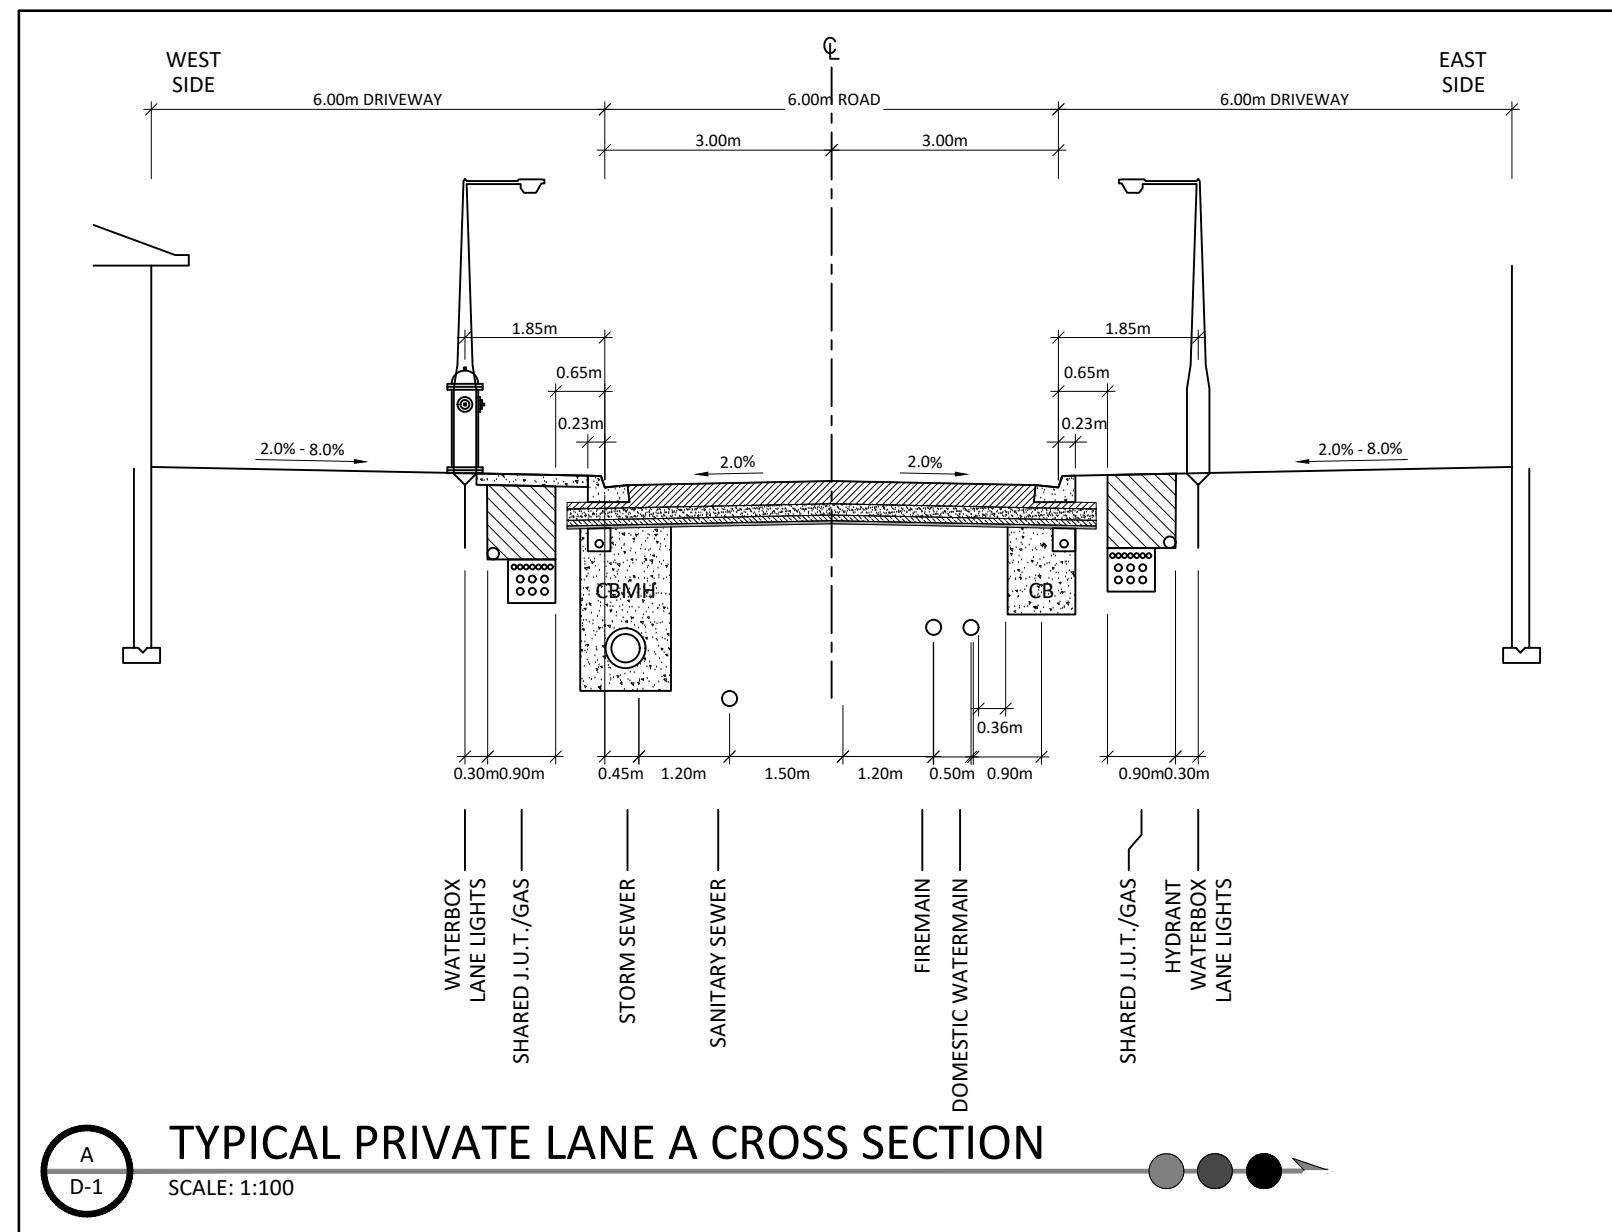 WEST
SIDE
℄
EAST
SIDE
6.00m DRIVEWAY
6.00m ROAD
6.00m DRIVEWAY
3.00m
3.00m
1.85m
1.85m
0.65m
0.65m
0.23m
0.23m
2.0% - 8.0%
2.0%
2.0%
2.0% - 8.0%
CBMH
CB
0.36m
0.30m
0.90m
0.45m
1.20m
1.50m
1.20m
0.50m
0.90m
0.90m
0.30m
WATERBOX
LANE LIGHTS
SHARED J.U.T./GAS
STORM SEWER
SANITARY SEWER
FIREMAIN
DOMESTIC WATERMAIN
SHARED J.U.T./GAS
HYDRANT
WATERBOX
LANE LIGHTS
A
D-1
TYPICAL PRIVATE LANE A CROSS SECTION
SCALE: 1:100